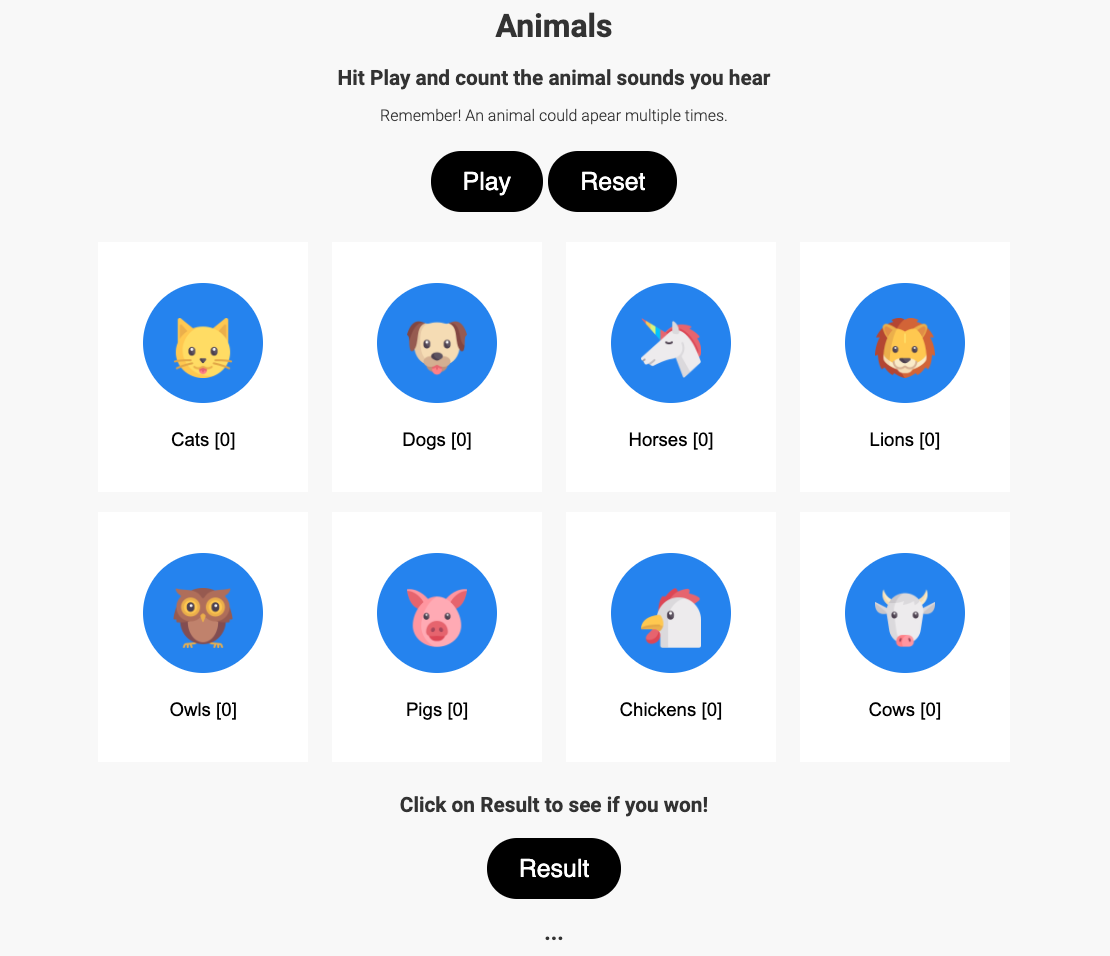 Animals
Hit Play and count the animal sounds you hear
Remember! An animal could apear multiple times.
Play Reset
Cats [0] Dogs [0] Horses [0] Lions [0]
Owls [0] Pigs [0] Chickens [0] Cows [0]
Click on Result to see if you won!
Result
...